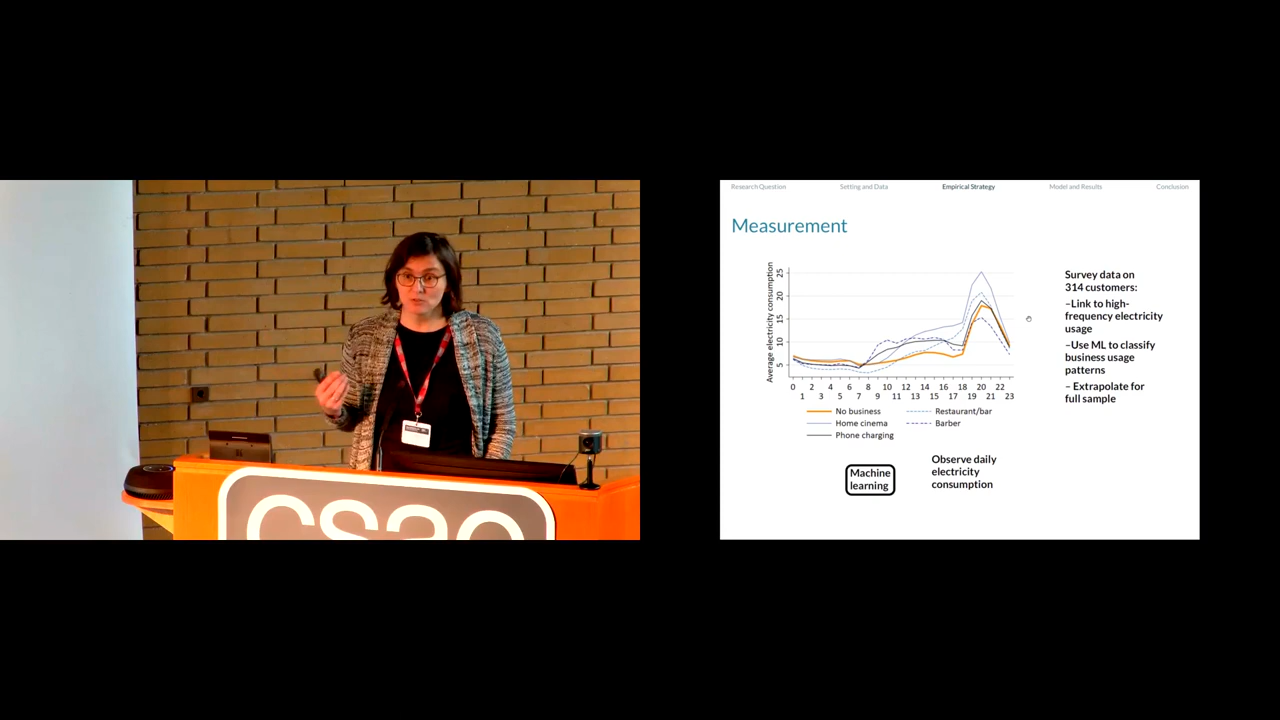 csae
Research Question
Setting and Data
Empirical Strategy
Model and Results
Conclusion
Measurement
Average electricity consumption
25
20
15
10
5
0 2 4 6 8 10 12 14 16 18 20 22
1 3 5 7 9 11 13 15 17 19 21 23
No business
Restaurant/bar
Home cinema
Barber
Phone charging
Machine
learning
Observe daily
electricity
consumption
Survey data on
314 customers:
–Link to high-
frequency electricity
usage
–Use ML to classify
business usage
patterns
– Extrapolate for
full sample